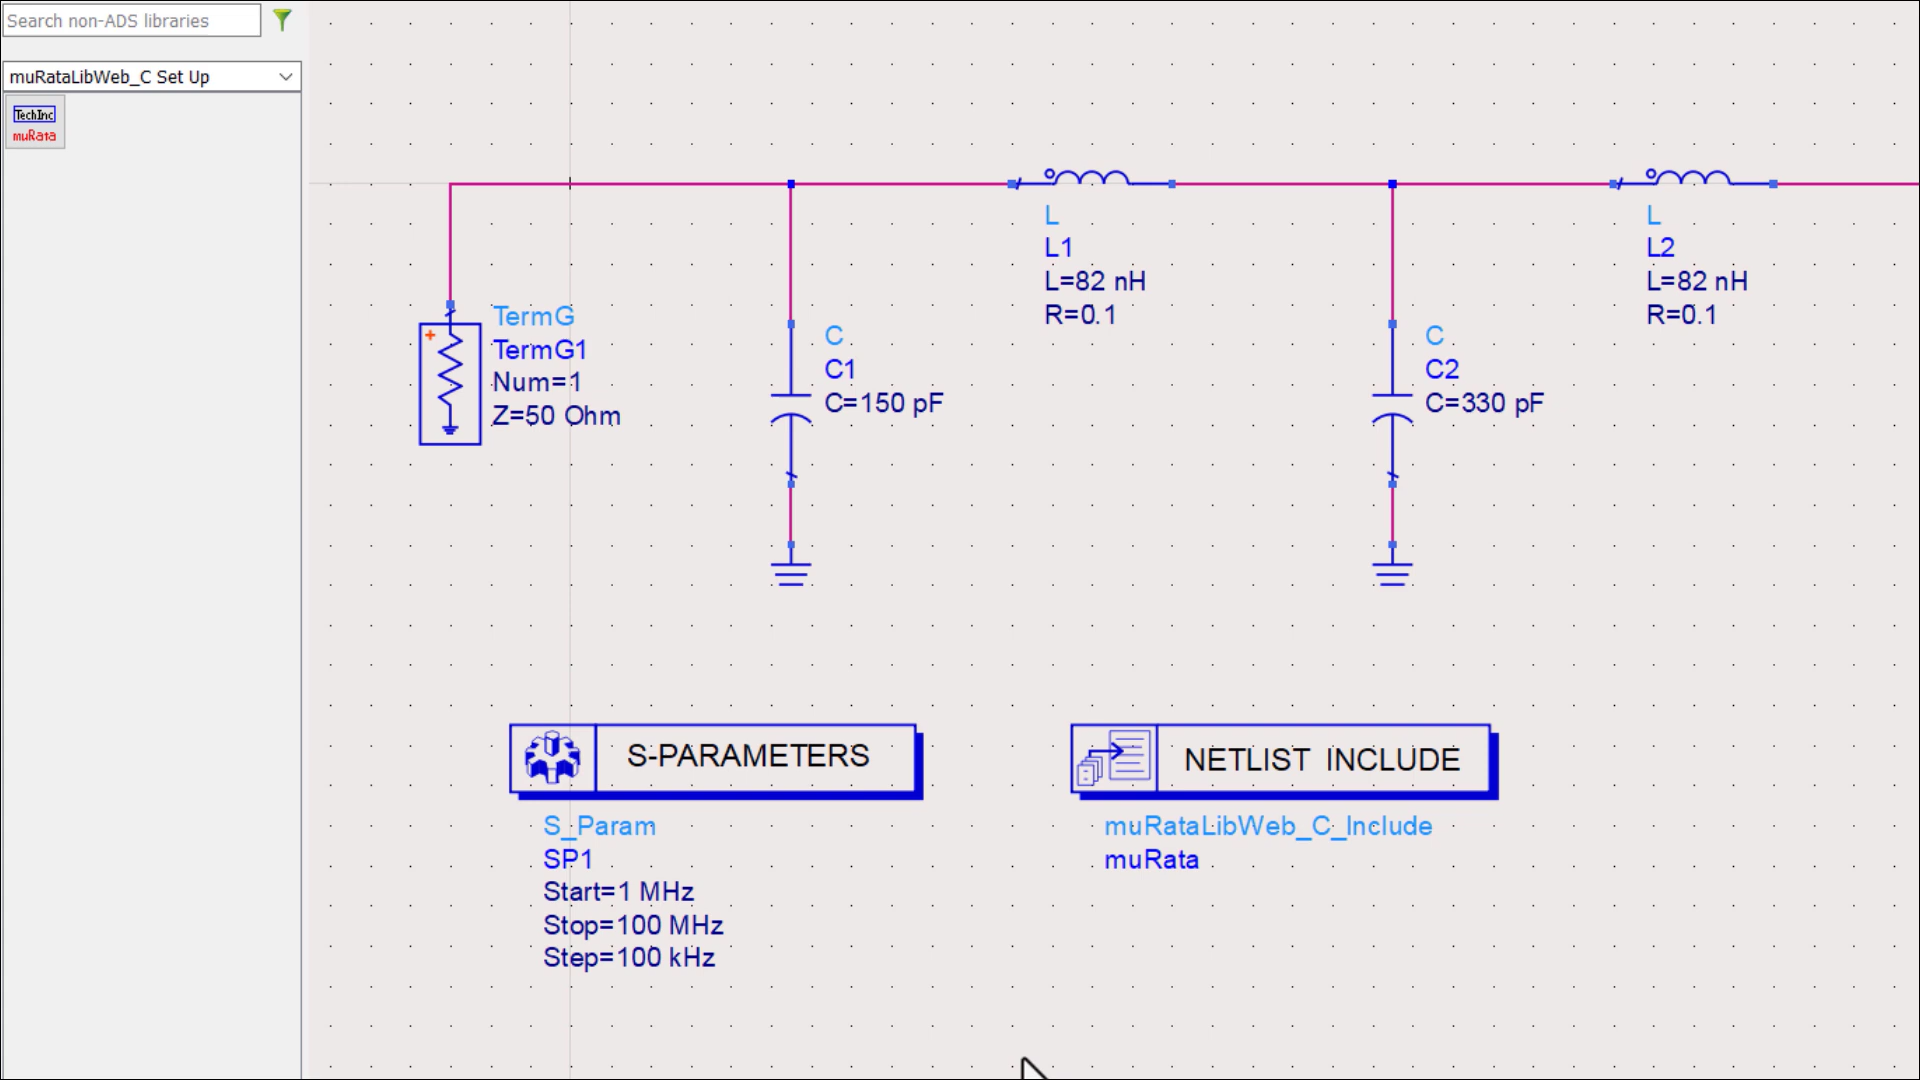 Search non-ADS libraries
muRataLibWeb_C Set Up
TechInc
muRata
L
L1
L=82 nH
R=0.1
L
L2
L=82 nH
R=0.1
+
TermG
TermG1
Num=1
Z=50 Ohm
C
C1
C=150 pF
C
C2
C=330 pF
S-PARAMETERS
S_Param
SP1
Start=1 MHz
Stop=100 MHz
Step=100 kHz
NETLIST INCLUDE
muRataLibWeb_C_Include
muRata